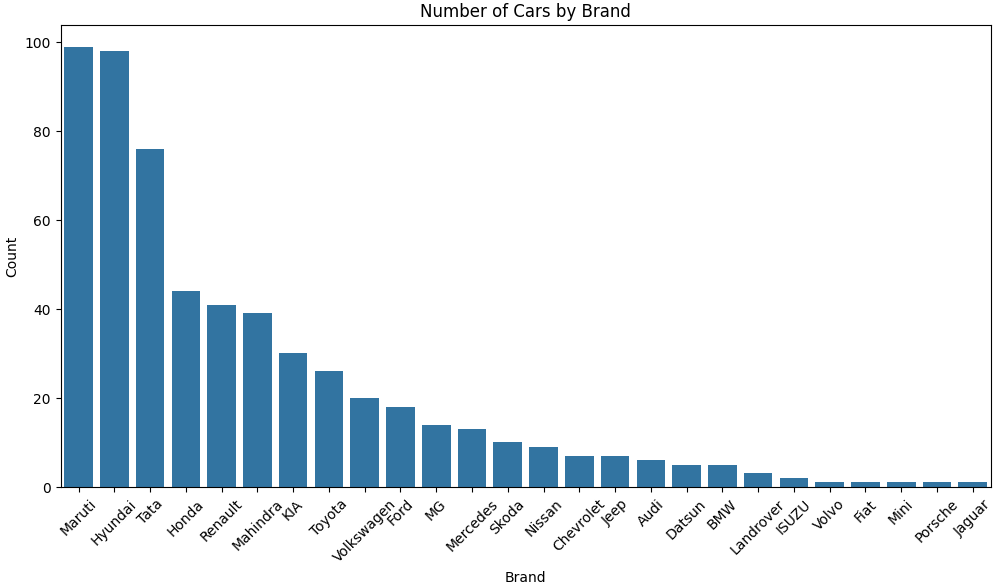 Number of Cars by Brand
Count
100
80
60
40
20
0
Maruti
Hyundai
Tata
Honda
Renault
Mahindra
KIA
Toyota
Volkswagen
Ford
MG
Mercedes
Skoda
Nissan
Chevrolet
Jeep
Audi
Datsun
BMW
Landrover
ISUZU
Volvo
Fiat
Mini
Porsche
Jaguar
Brand